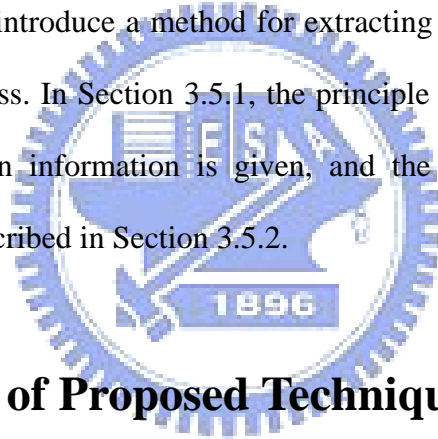 introduce a method for extracting
ss. In Section 3.5.1, the principle
n information is given, and the
cribed in Section 3.5.2.
E S A
1896
of Proposed Techniqu